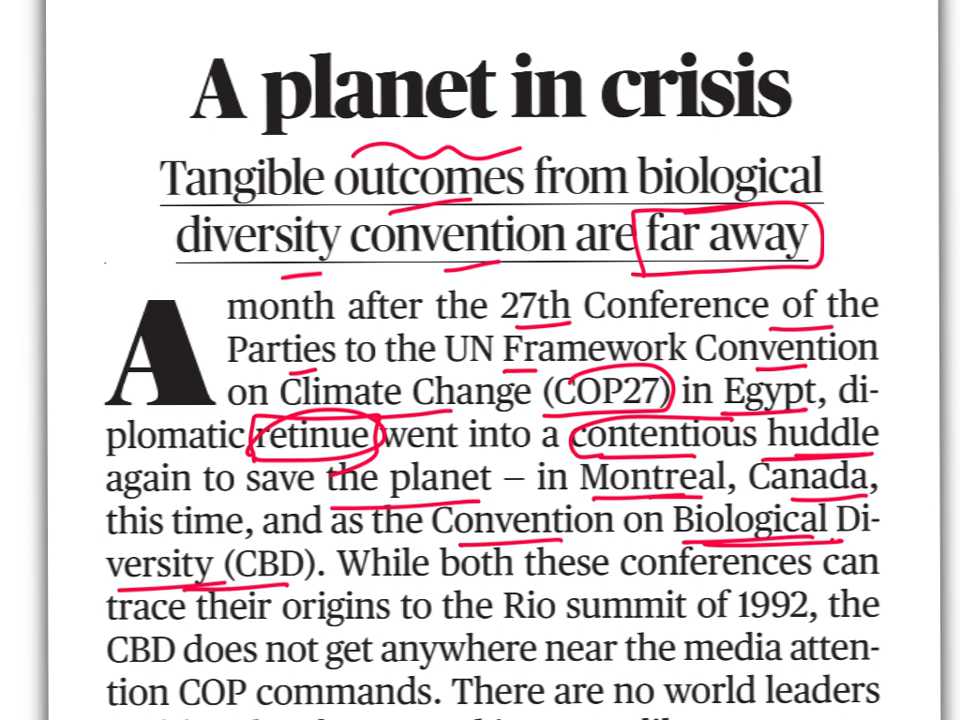 A planet in crisis
Tangible outcomes from biological
diversity convention are far away
A month after the 27th Conference of the
Parties to the UN Framework Convention
on Climate Change (COP27) in Egypt, di-
plomatic retinue went into a contentious huddle
again to save the planet – in Montreal, Canada,
this time, and as the Convention on Biological Di-
versity (CBD). While both these conferences can
trace their origins to the Rio summit of 1992, the
CBD does not get anywhere near the media atten-
tion COP commands. There are no world leaders